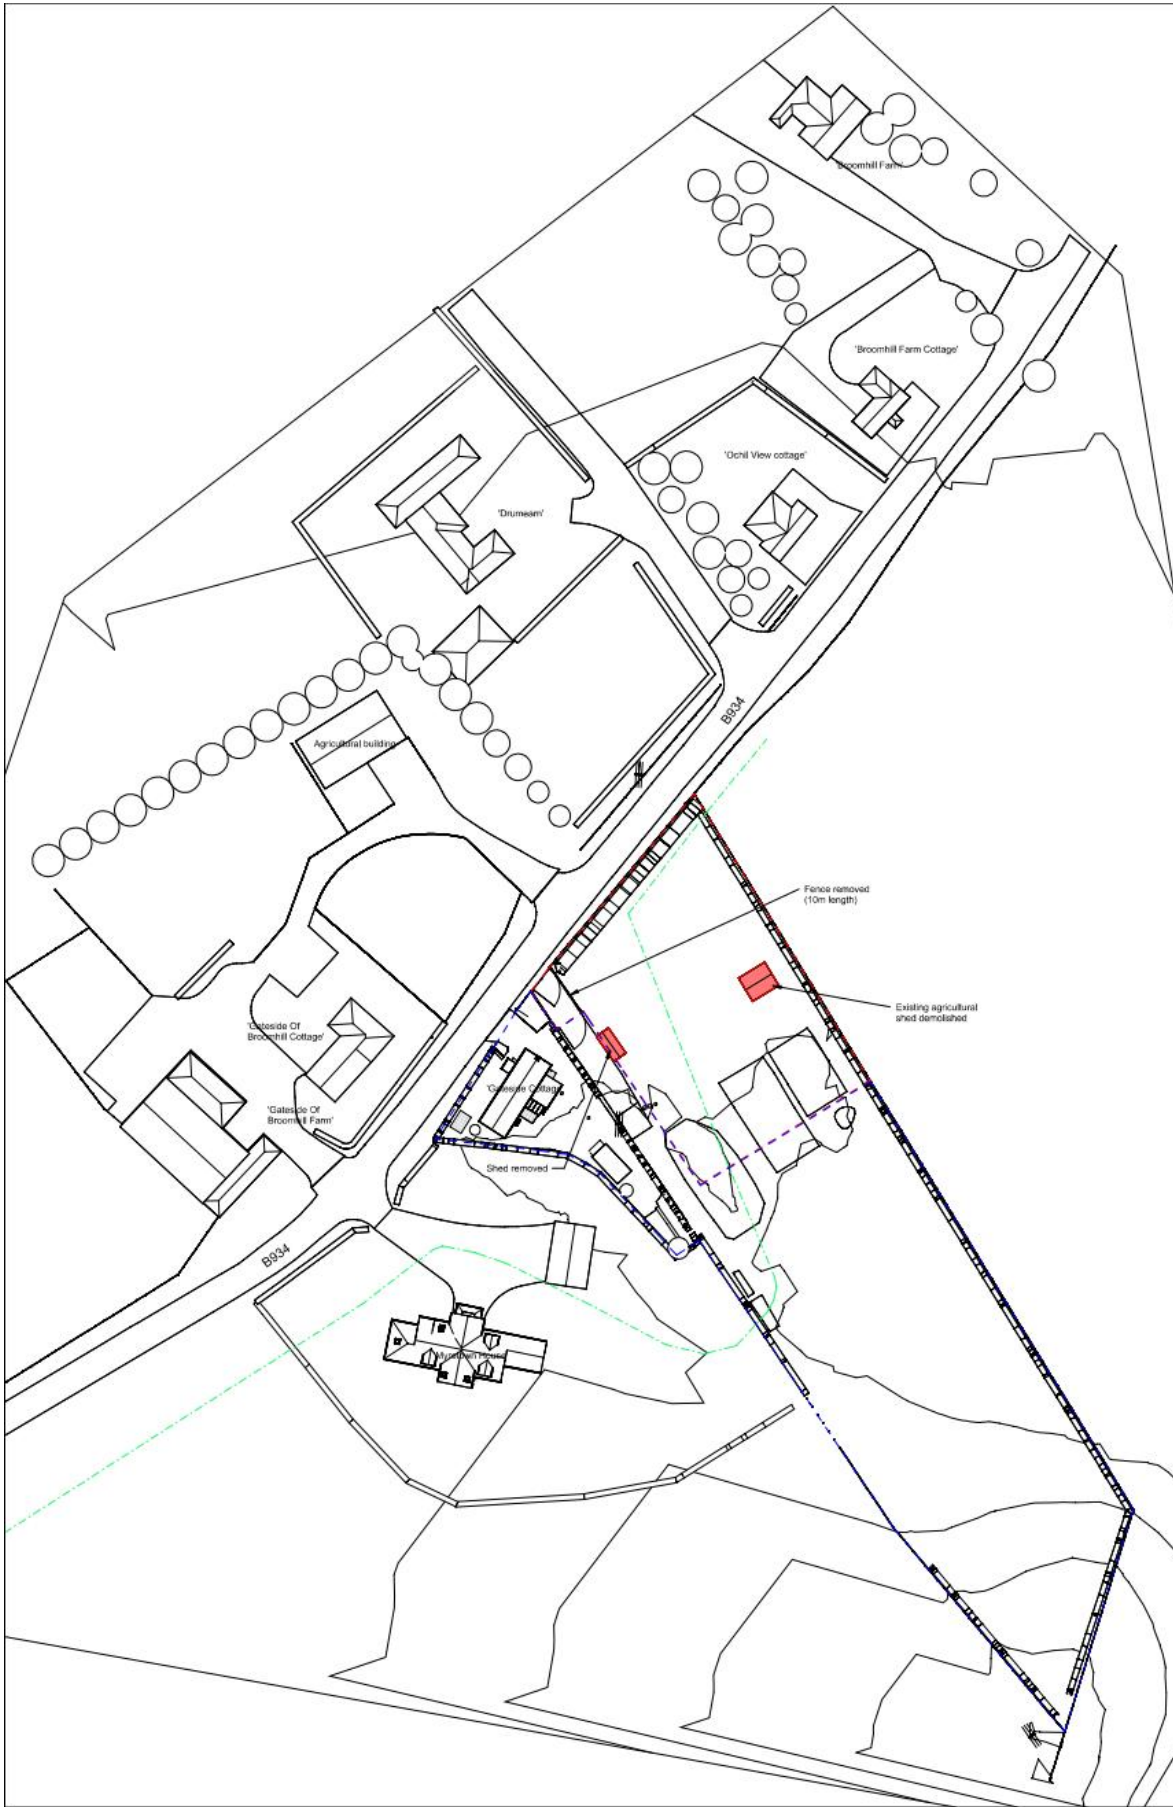 'Broomhill Farm'
'Broomhill Farm Cottage'
'Ochil View cottage'
'Drumearn'
B934
Agricultural building
Fence removed
(10m length)
Existing agricultural
shed demolished
'Gateside Of
Broomhill Cottage'
'Gateside Cottage'
'Gateside Of
Broomhill Farm'
Shed removed
B934
House